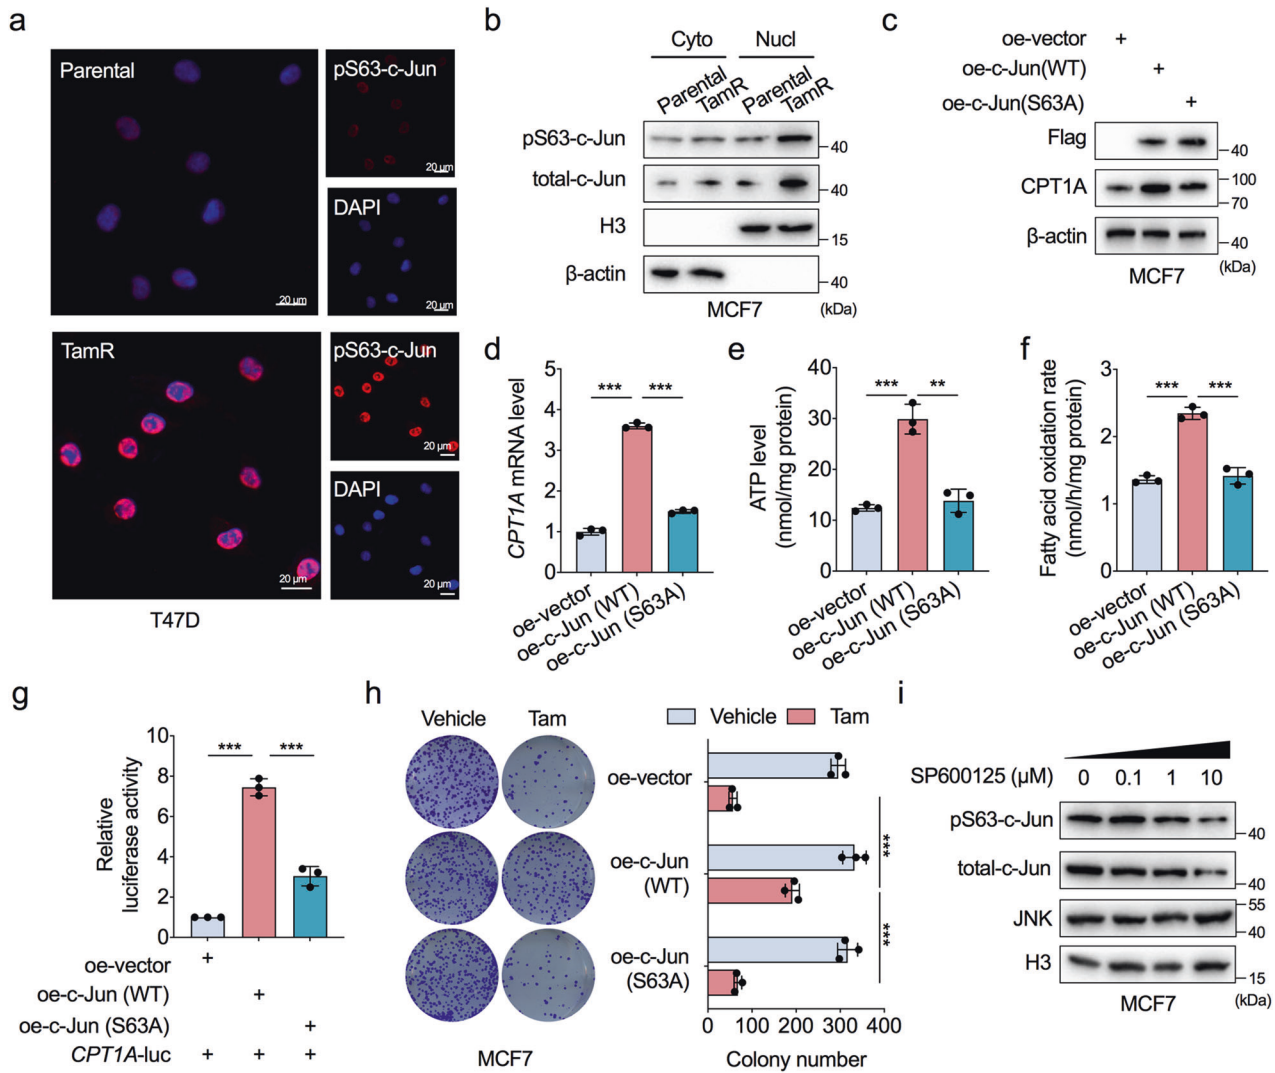 a
Parental
pS63-c-Jun
20 µm
DAPI
20 µm
20 µm
TamR
pS63-c-Jun
20 µm
DAPI
20 µm
T47D
b
Cyto Nucl
Parental TamR Parental TamR
pS63-c-Jun
40
total-c-Jun
40
H3
15
β-actin
40
MCF7
(kDa)
c
oe-vector +
oe-c-Jun(WT) +
oe-c-Jun(S63A) +
Flag
40
CPT1A
100
70
β-actin
40
MCF7
(kDa)
d
CPT1A mRNA level
5
4
3
2
1
0
*** ***
oe-vector
oe-c-Jun (WT)
oe-c-Jun (S63A)
e
ATP level
(nmol/mg protein)
40
30
20
10
0
*** **
oe-vector
oe-c-Jun (WT)
oe-c-Jun (S63A)
f
Fatty acid oxidation rate
(nmol/h/mg protein)
3
2
1
0
*** ***
oe-vector
oe-c-Jun (WT)
oe-c-Jun (S63A)
g
Relative
luciferase activity
10
8
6
4
2
0
*** ***
oe-vector +
oe-c-Jun (WT) +
oe-c-Jun (S63A) +
CPT1A-luc + + +
h
Vehicle Tam
MCF7
Vehicle Tam
oe-vector
oe-c-Jun
(WT)
oe-c-Jun
(S63A)
***
***
0 100 200 300 400
Colony number
i
SP600125 (µM) 0 0.1 1 10
pS63-c-Jun
40
total-c-Jun
40
JNK
55
40
H3
15
MCF7
(kDa)